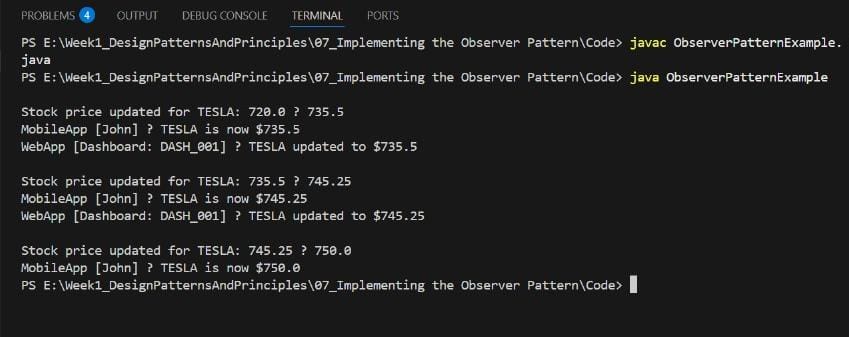 PROBLEMS 4 OUTPUT DEBUG CONSOLE TERMINAL PORTS
PS E:\Week1_DesignPatternsAndPrinciples\07_Implementing the Observer Pattern\Code> javac ObserverPatternExample.
java
PS E:\Week1_DesignPatternsAndPrinciples\07_Implementing the Observer Pattern\Code> java ObserverPatternExample
Stock price updated for TESLA: 720.0 ? 735.5
MobileApp [John] ? TESLA is now $735.5
WebApp [Dashboard: DASH_001] ? TESLA updated to $735.5
Stock price updated for TESLA: 735.5 ? 745.25
MobileApp [John] ? TESLA is now $745.25
WebApp [Dashboard: DASH_001] ? TESLA updated to $745.25
Stock price updated for TESLA: 745.25 ? 750.0
MobileApp [John] ? TESLA is now $750.0
PS E:\Week1_DesignPatternsAndPrinciples\07_Implementing the Observer Pattern\Code>